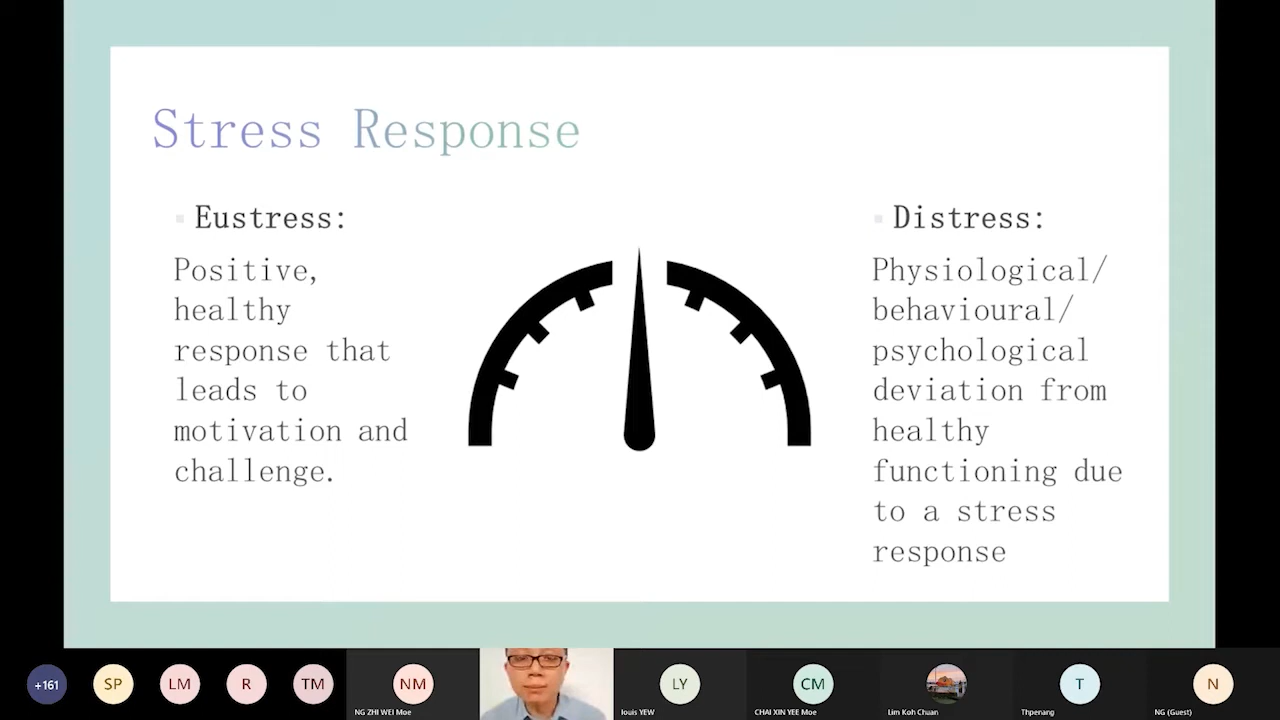 Stress Response
Eustress:
Positive,
healthy
response that
leads to
motivation and
challenge.
Distress:
Physiological/
behavioural/
psychological
deviation from
healthy
functioning due
to a stress
response
+161
SP
LM
R
TM
NM
NG ZHI WEI Moe
LY
louis YEW
CM
CHAI XIN YEE Moe
Lim Koh Chuan
T
Thpenang
N
NG (Guest)